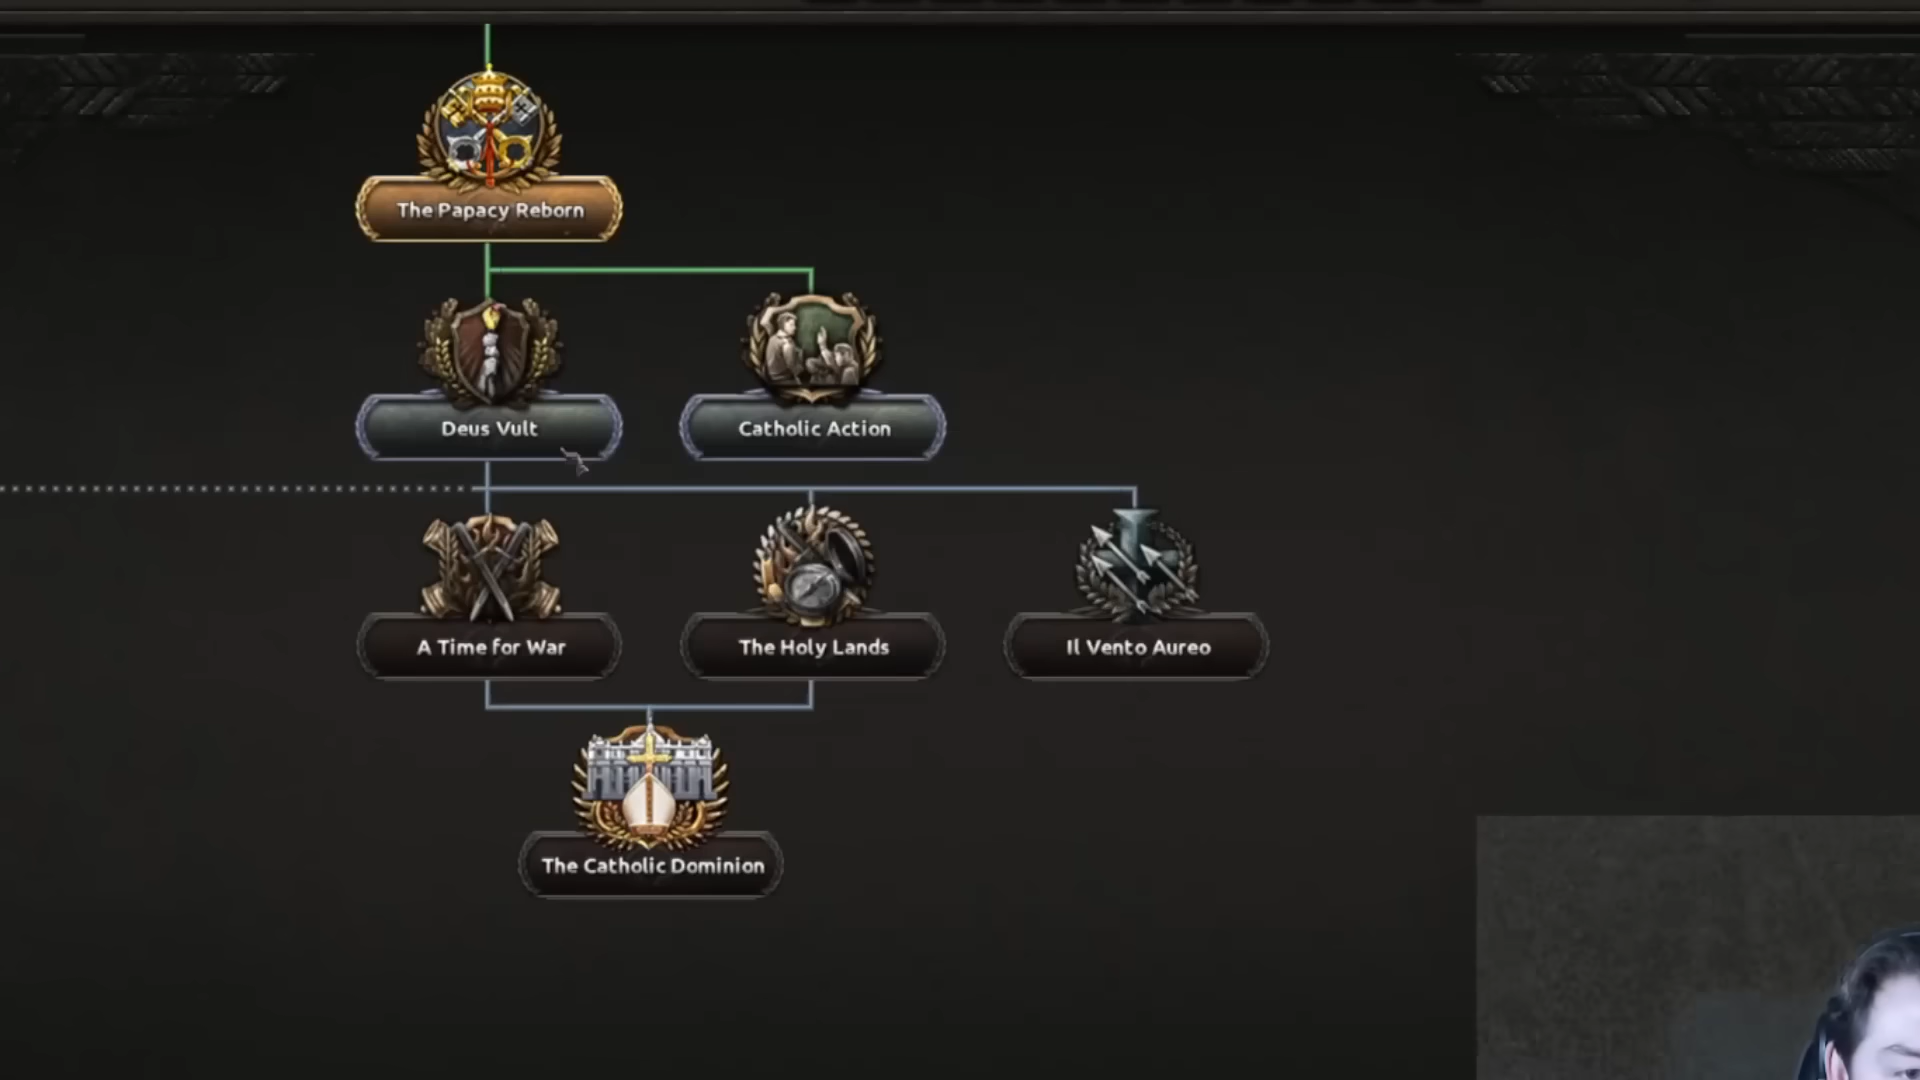 The Papacy Reborn
Deus Vult
Catholic Action
A Time for War
The Holy Lands
Il Vento Aureo
The Catholic Dominion